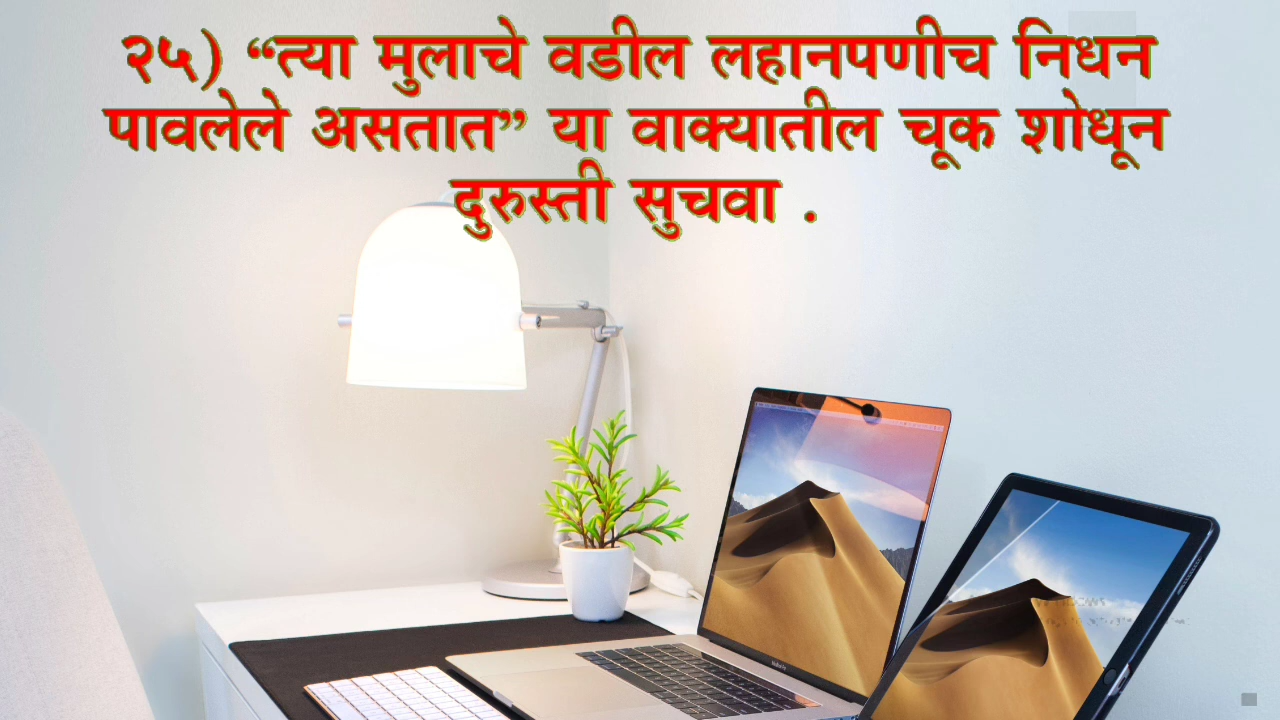 २५) “त्या मुलाचे वडील लहानपणीच निधन
पावलेले असतात” या वाक्यातील चूक शोधून
दुरुस्ती सुचवा .